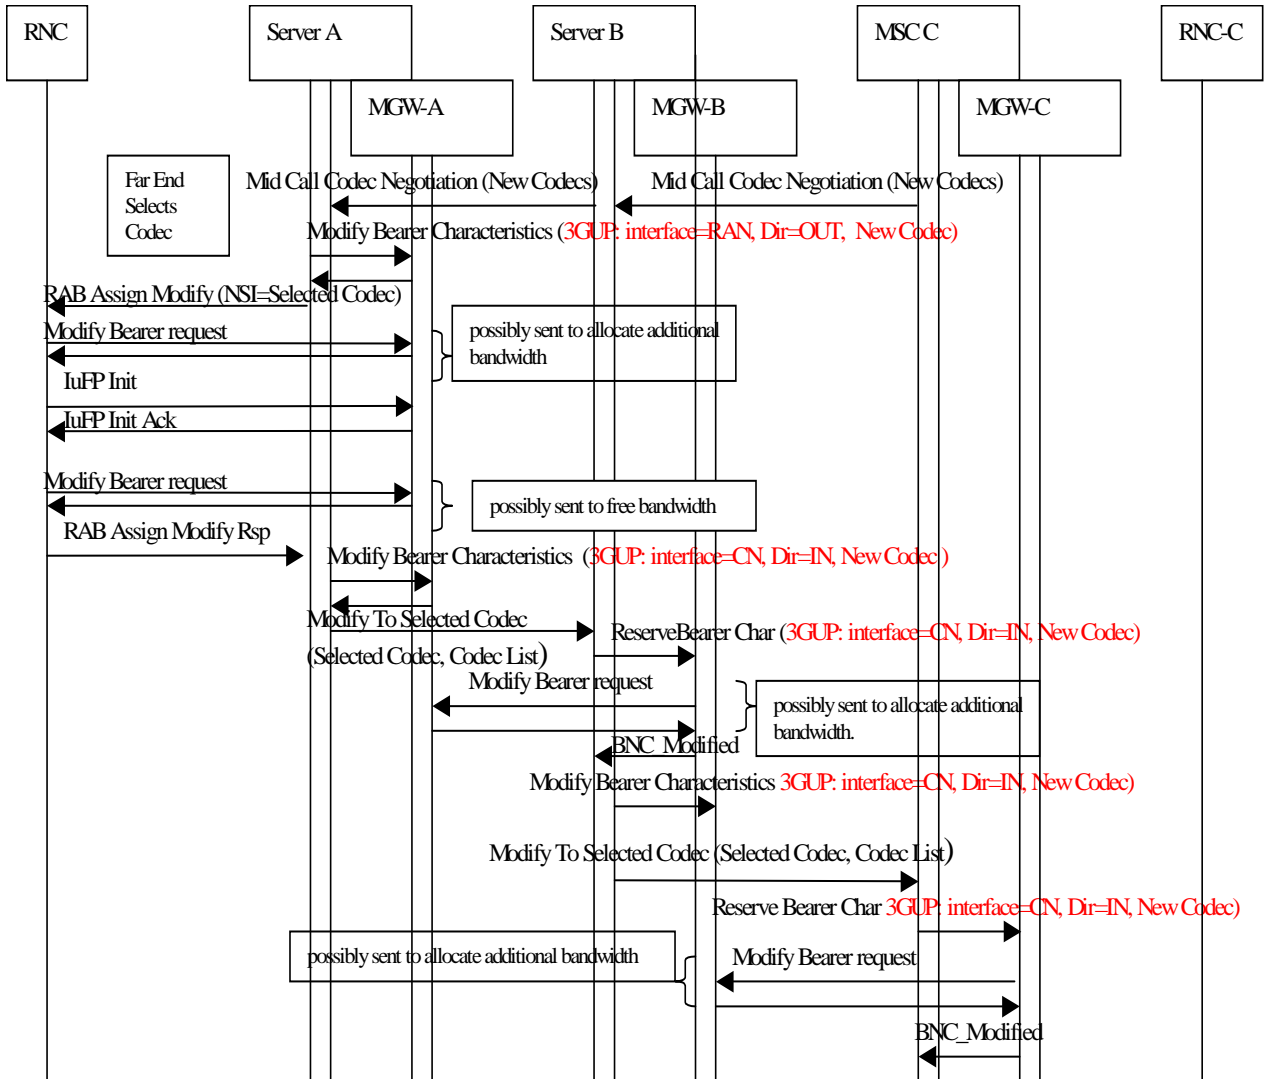 RNC
Server A
Server B
MSC C
RNC-C
MGW-A
MGW-B
MGW-C
Far End
Selects
Codec
Mid Call Codec Negotiation (New Codecs)
Mid Call Codec Negotiation (New Codecs)
Modify Bearer Characteristics (3GUP: interface=RAN, Dir=OUT, New Codec)
RAB Assign Modify (NSI=Selected Codec)
Modify Bearer request
possibly sent to allocate additional
bandwidth
IuFP Init
IuFP Init Ack
Modify Bearer request
possibly sent to free bandwidth
RAB Assign Modify Rsp
Modify Bearer Characteristics (3GUP: interface=CN, Dir=IN, New Codec )
Modify To Selected Codec
(Selected Codec, Codec List)
ReserveBearer Char (3GUP: interface=CN, Dir=IN, New Codec)
Modify Bearer request
possibly sent to allocate additional
bandwidth.
BNC_Modified
Modify Bearer Characteristics 3GUP: interface=CN, Dir=IN, New Codec)
Modify To Selected Codec (Selected Codec, Codec List)
Reserve Bearer Char 3GUP: interface=CN, Dir=IN, New Codec)
possibly sent to allocate additional bandwidth
Modify Bearer request
BNC_Modified